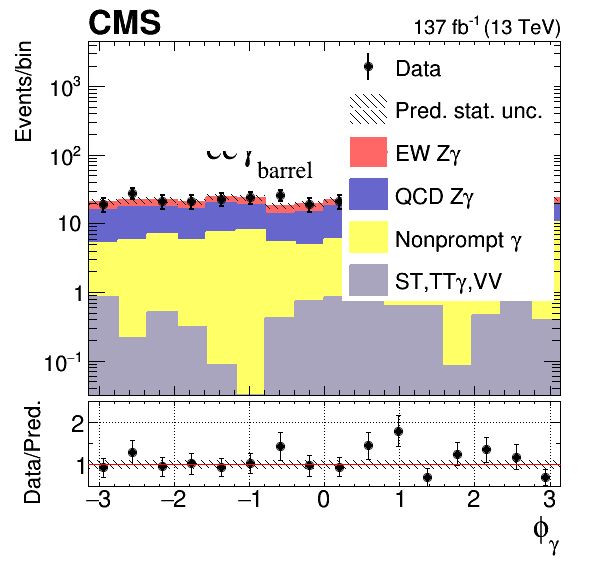 CMS
137 fb⁻¹ (13 TeV)
Events/bin
10³
10²
10
1
10⁻¹
Data
Pred. stat. unc.
EW Zγ
QCD Zγ
Nonprompt γ
ST,TTγ,VV
barrel
Data/Pred.
2
1
−3 −2 −1 0 1 2 3
ϕγ